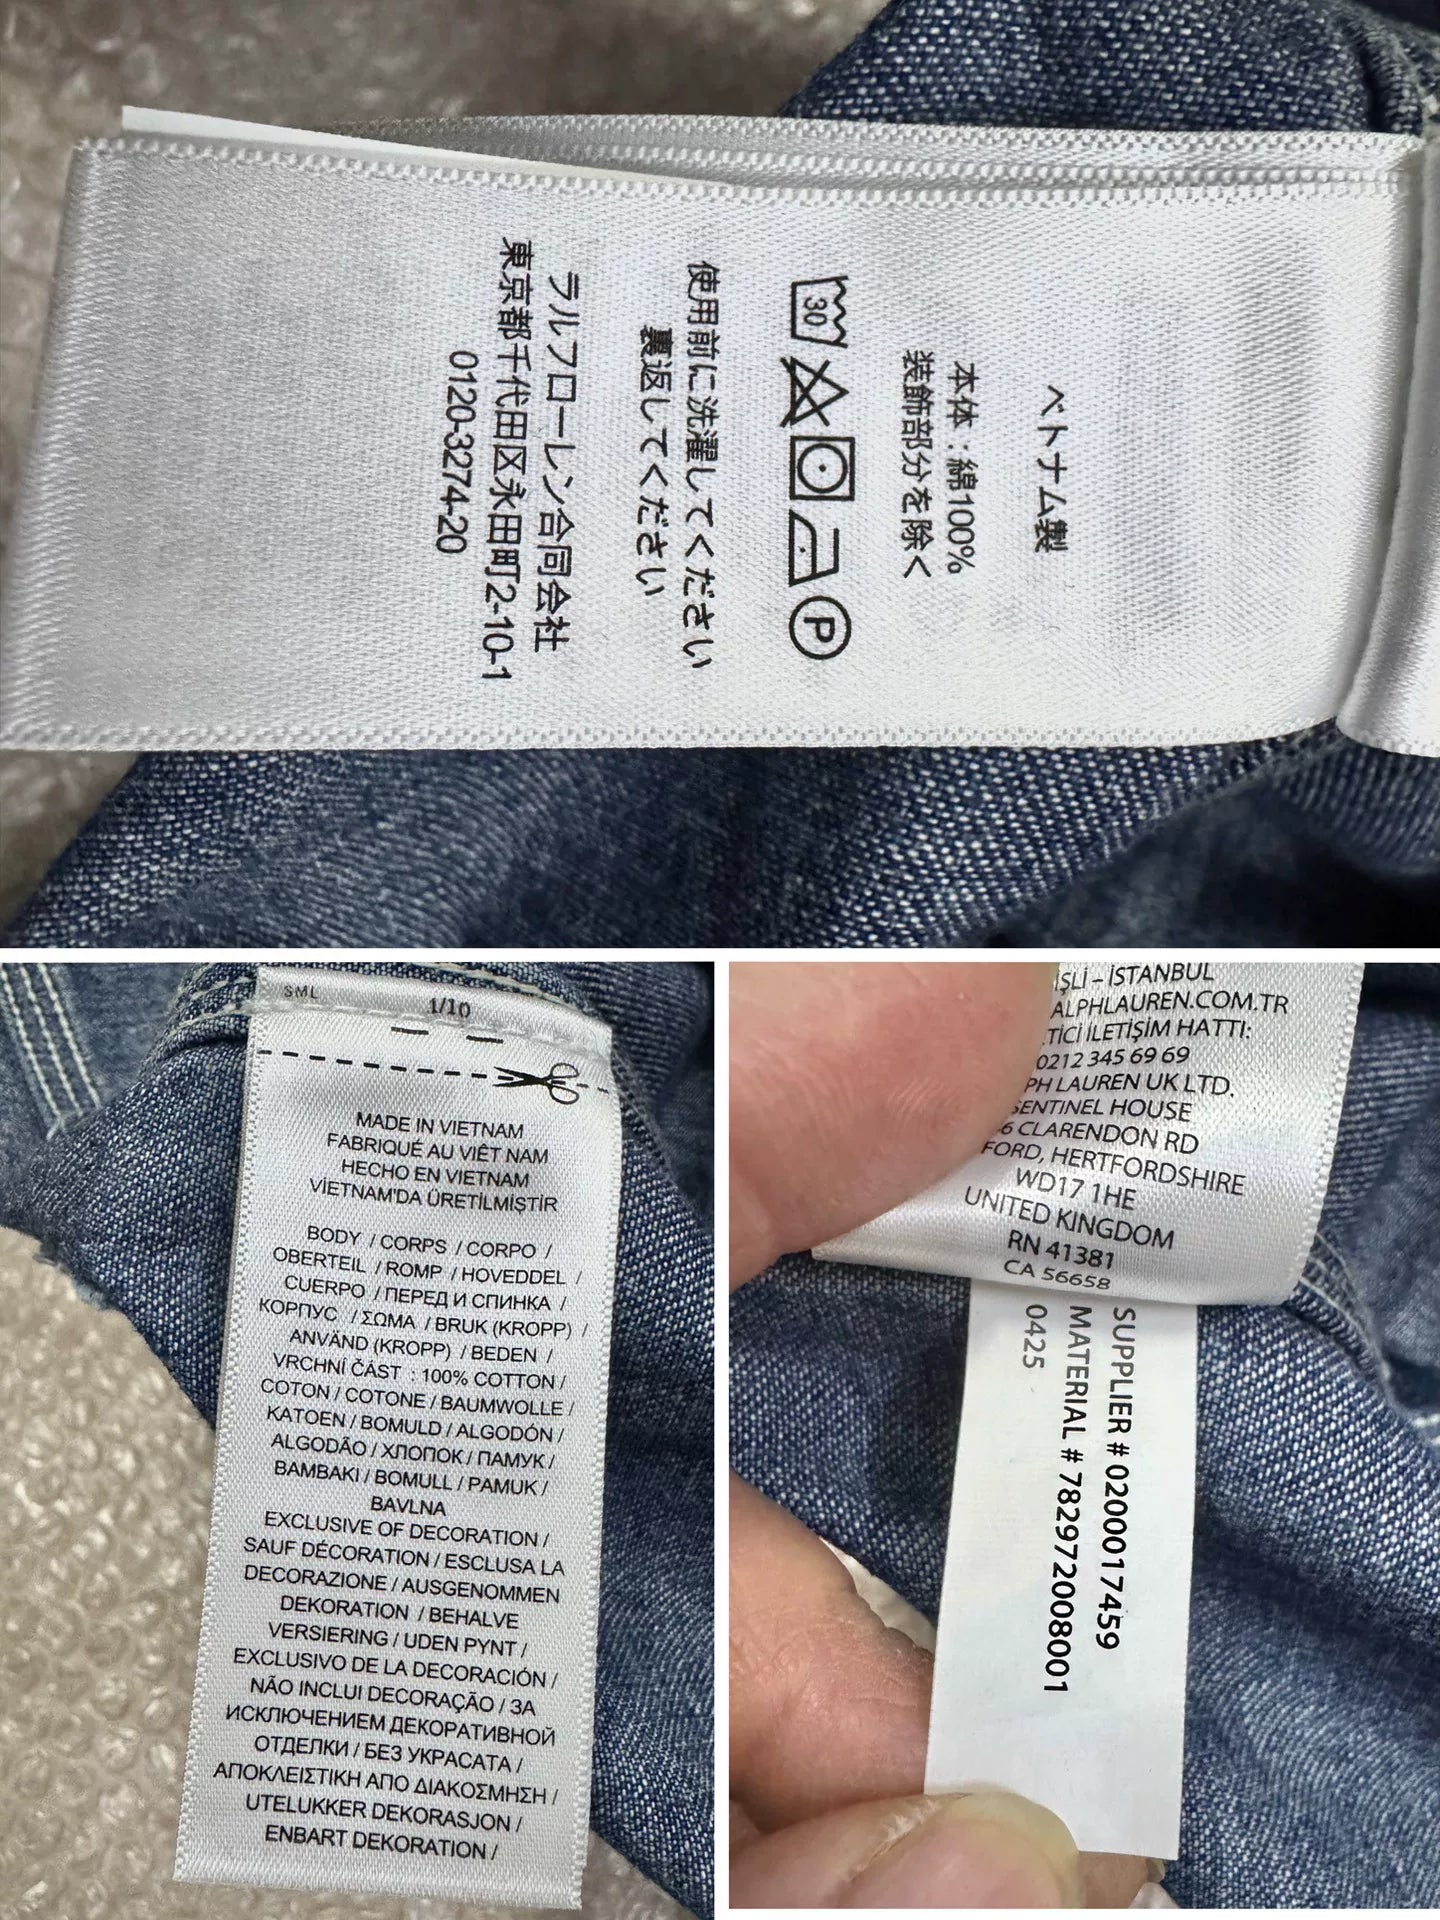 ベトナム製
本体:綿100%
装飾部分を除く
30
P
使用前に洗濯してください
裏返してください
ラルフローレン合同会社
東京都千代田区永田町2-10-1
0120-3274-20
SML
1/10
MADE IN VIETNAM
FABRIQUÉ AU VIÊT NAM
HECHO EN VIETNAM
VİETNAM'DA ÜRETİLMİŞTİR
BODY / CORPS / CORPO /
OBERTEIL / ROMP / HOVEDDEL /
CUERPO / ПЕРЕД И СПИНКА /
КОРПУС / ΣΩΜΑ / BRUK (KROPP) /
ANVÄND (KROPP) / BEDEN /
VRCHNÍ ČÁST : 100% COTTON /
COTON / COTONE / BAUMWOLLE /
KATOEN / BOMULD / ALGODÓN /
ALGODÃO / ХЛОПОК / ПАМУК /
BAMBAKI / BOMULL / PAMUK /
BAVLNA
EXCLUSIVE OF DECORATION /
SAUF DÉCORATION / ESCLUSA LA
DECORAZIONE / AUSGENOMMEN
DEKORATION / BEHALVE
VERSIERING / UDEN PYNT /
EXCLUSIVO DE LA DECORACIÓN /
NÃO INCLUI DECORAÇÃO / ЗА
ИСКЛЮЧЕНИЕМ ДЕКОРАТИВНОЙ
ОТДЕЛКИ / БЕЗ УКРАСАТА /
ΑΠΟΚΛΕΙΣΤΙΚΗ ΑΠΟ ΔΙΑΚΟΣΜΗΣΗ /
UTELUKKER DEKORASJON /
ENBART DEKORATION /
İŞLİ – İSTANBUL
ALPHLAUREN.COM.TR
TİCİ İLETİŞİM HATTI:
0212 345 69 69
PH LAUREN UK LTD.
SENTINEL HOUSE
6 CLARENDON RD
FORD, HERTFORDSHIRE
WD17 1HE
UNITED KINGDOM
RN 41381
CA 56658
SUPPLIER # 0200017459
MATERIAL # 782972008001
0425